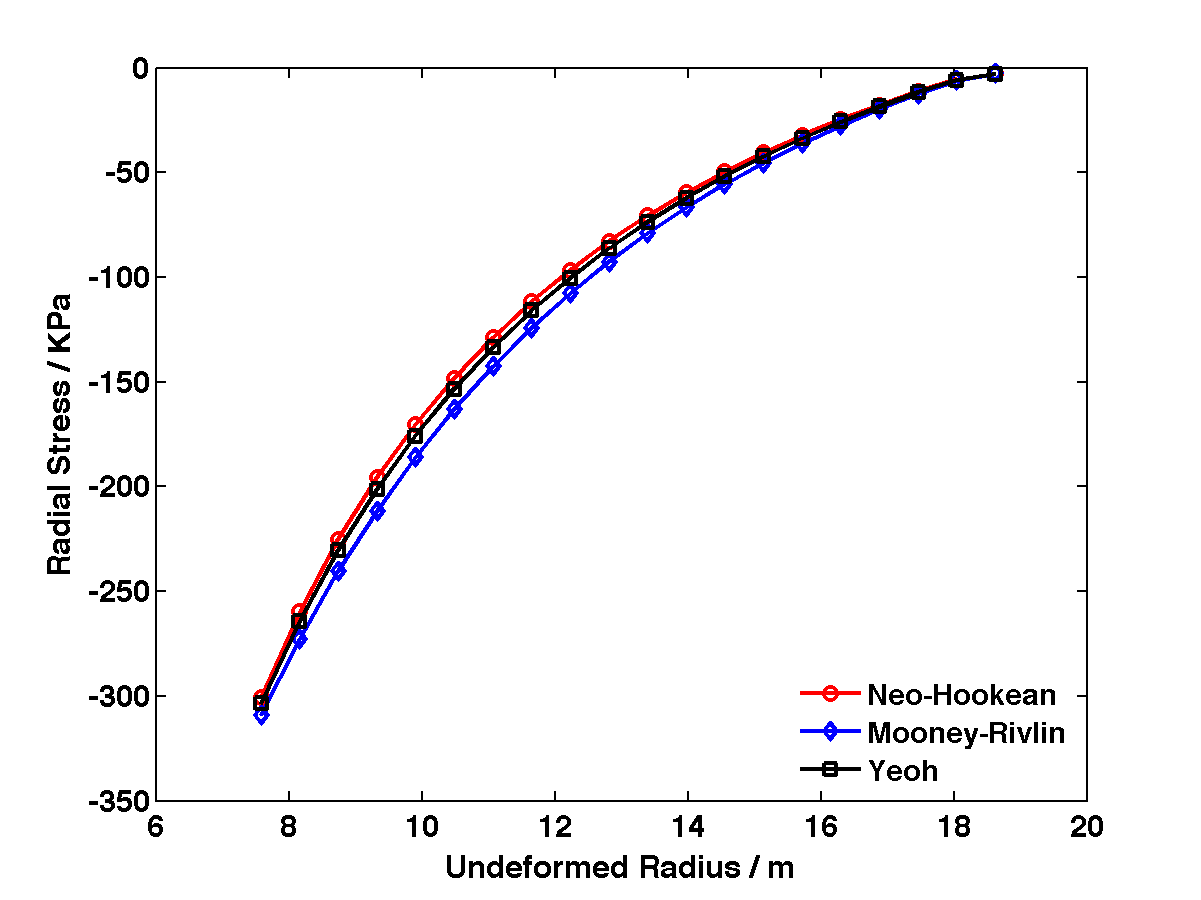 0
-50
-100
-150
-200
-250
-300
-350
6 8 10 12 14 16 18 20
Radial Stress / KPa
Undeformed Radius / m
Neo-Hookean
Mooney-Rivlin
Yeoh